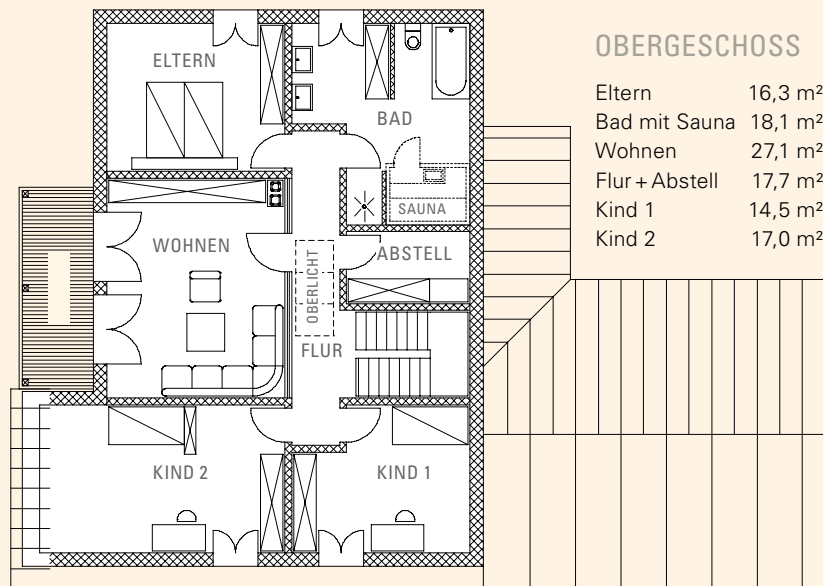 OBERGESCHOSS
Eltern 16,3 m²
Bad mit Sauna 18,1 m²
Wohnen 27,1 m²
Flur + Abstell 17,7 m²
Kind 1 14,5 m²
Kind 2 17,0 m²
ELTERN
BAD
SAUNA
WOHNEN
ABSTELL
OBERLICHT
FLUR
KIND 2
KIND 1